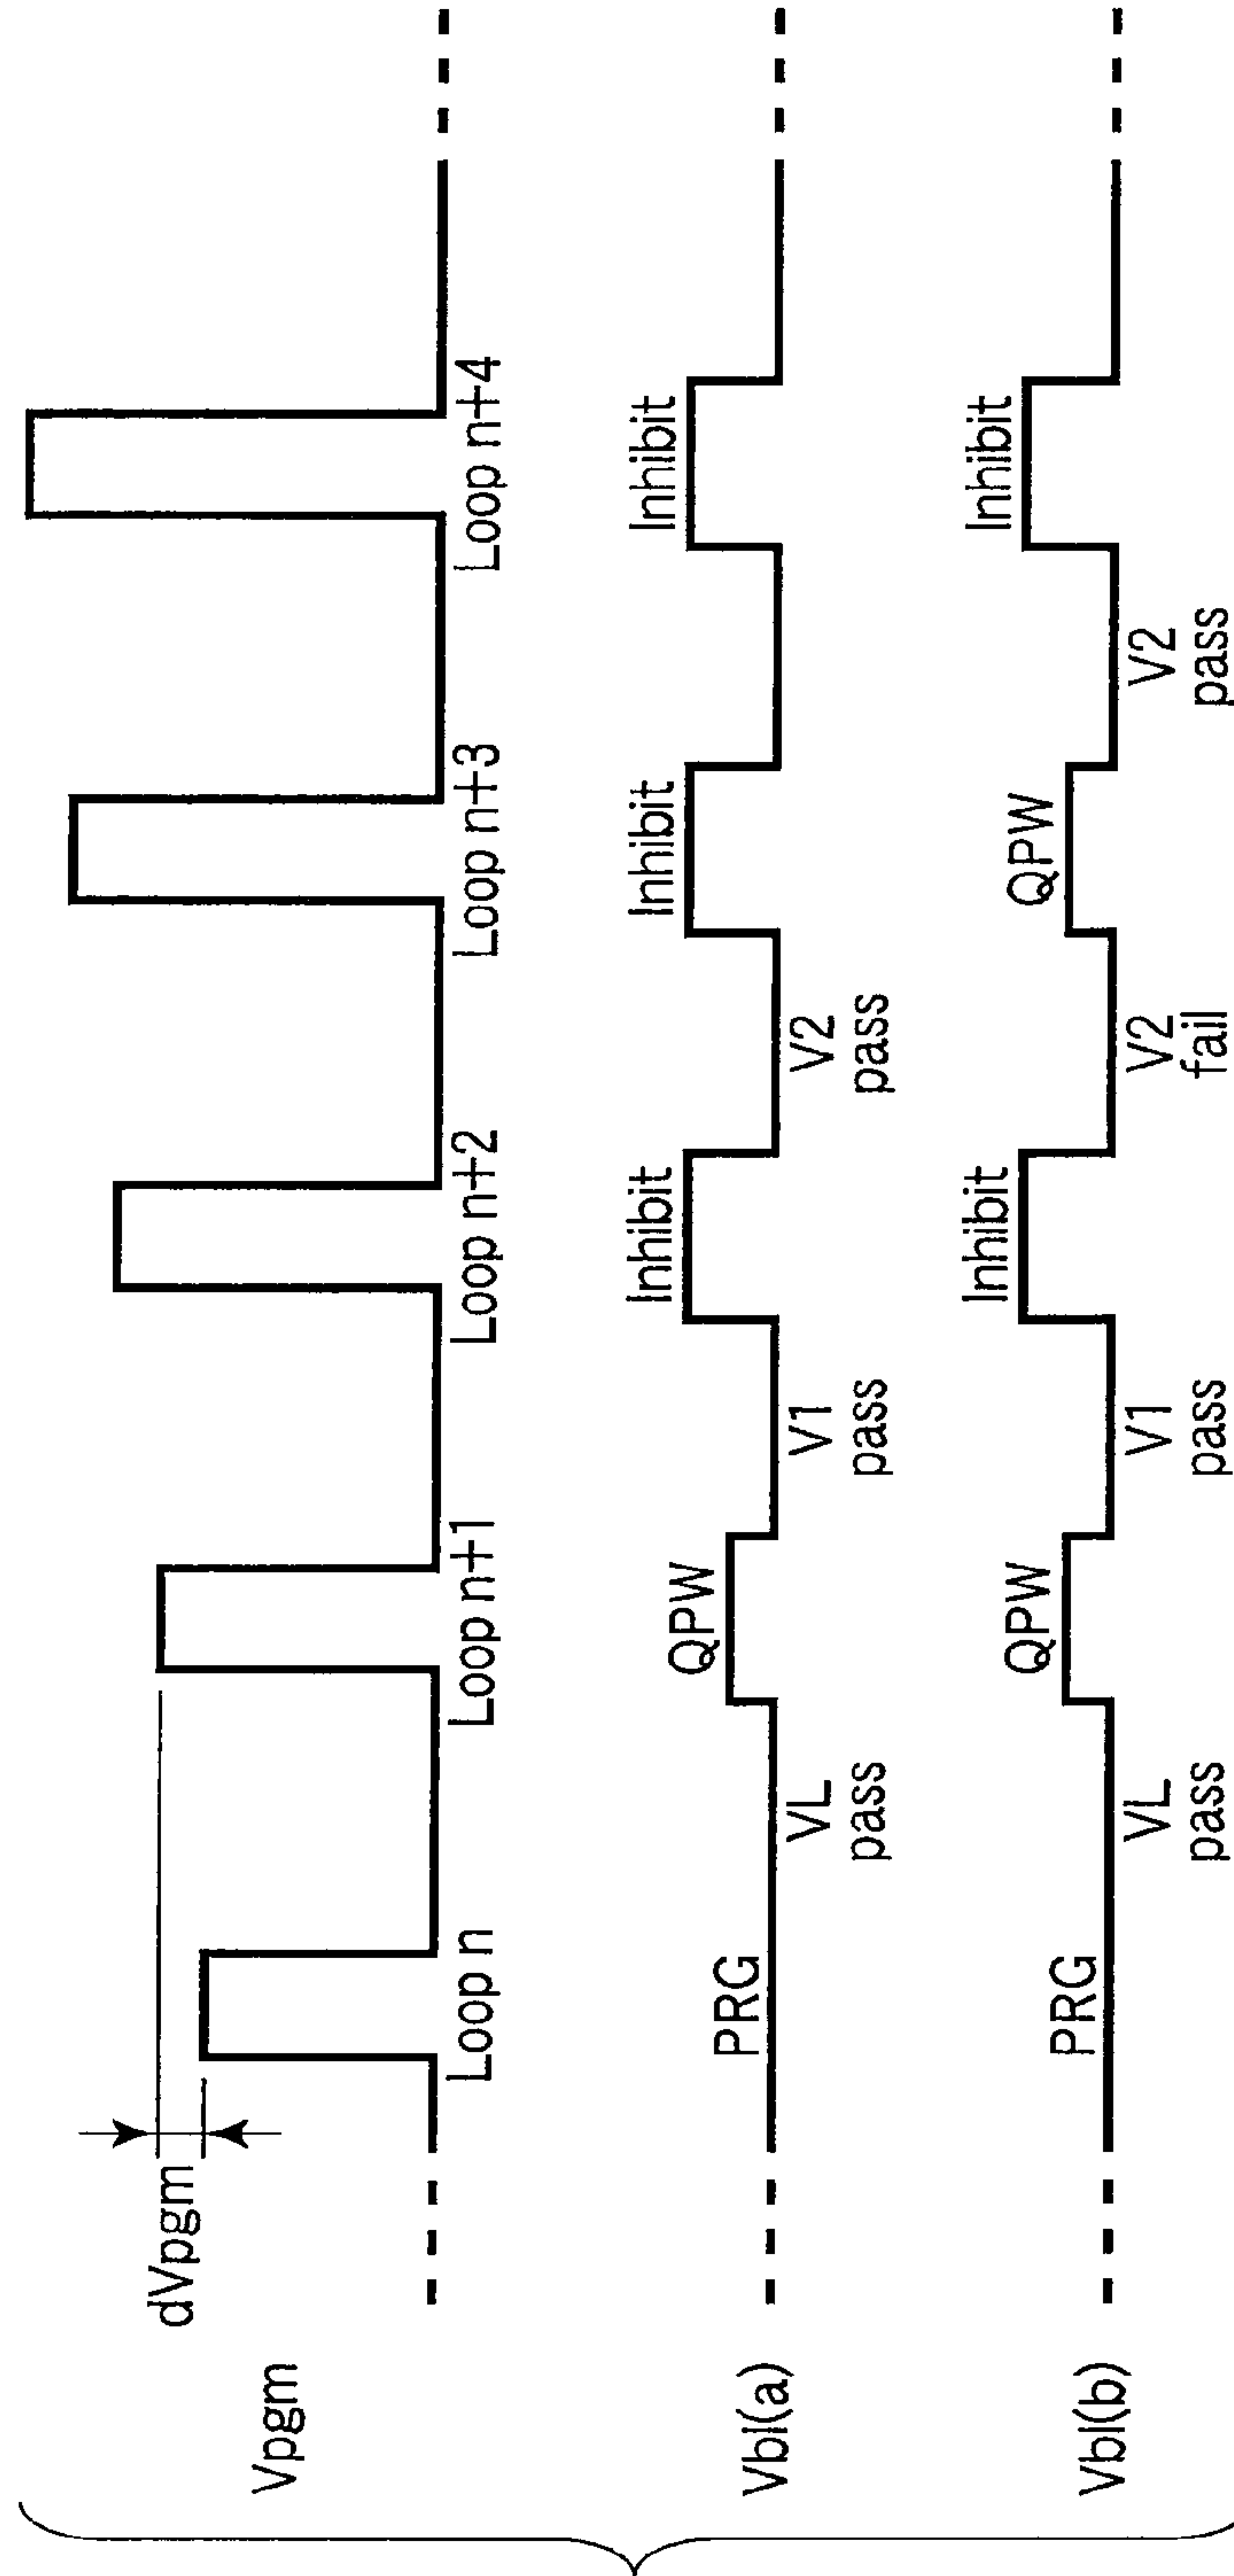 dVpgm
Vpgm
Loop n
Loop n+1
Loop n+2
Loop n+3
Loop n+4
Vbl(a)
PRG
VL
pass
QPW
V1
pass
Inhibit
V2
pass
Inhibit
Inhibit
Vbl(b)
PRG
VL
pass
QPW
V1
pass
Inhibit
V2
fail
QPW
V2
pass
Inhibit